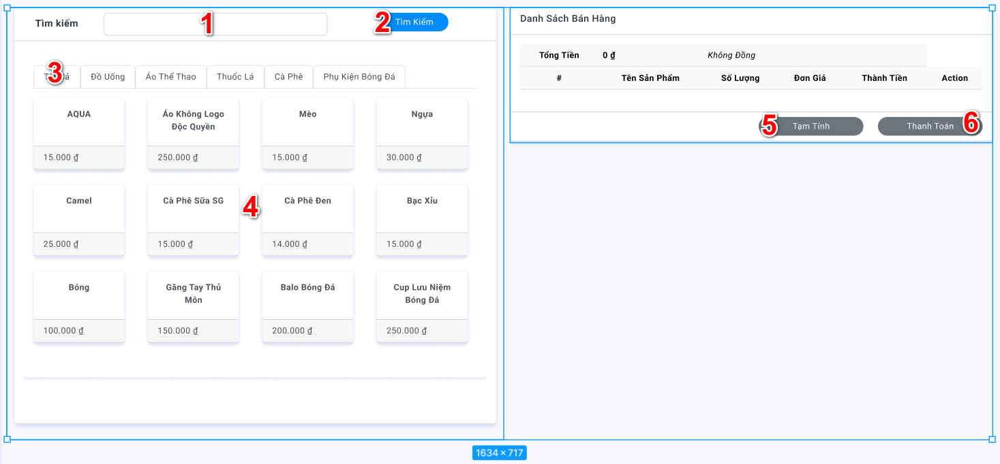 Tìm kiếm
1
2
Tìm Kiếm
3
Đồ Uống
Áo Thể Thao
Thuốc Lá
Cà Phê
Phụ Kiện Bóng Đá
AQUA
15.000 ₫
Áo Không Logo
Độc Quyền
250.000 ₫
Mèo
15.000 ₫
Ngựa
30.000 ₫
Camel
25.000 ₫
Cà Phê Sữa SG
15.000 ₫
4
Cà Phê Đen
14.000 ₫
Bạc Xỉu
15.000 ₫
Bóng
100.000 ₫
Găng Tay Thủ
Môn
150.000 ₫
Balo Bóng Đá
200.000 ₫
Cup Lưu Niệm
Bóng Đá
250.000 ₫
Danh Sách Bán Hàng
Tổng Tiền 0 ₫ Không Đồng
# Tên Sản Phẩm Số Lượng Đơn Giá Thành Tiền Action
5
Tạm Tính
Thanh Toán
6
1634 × 717